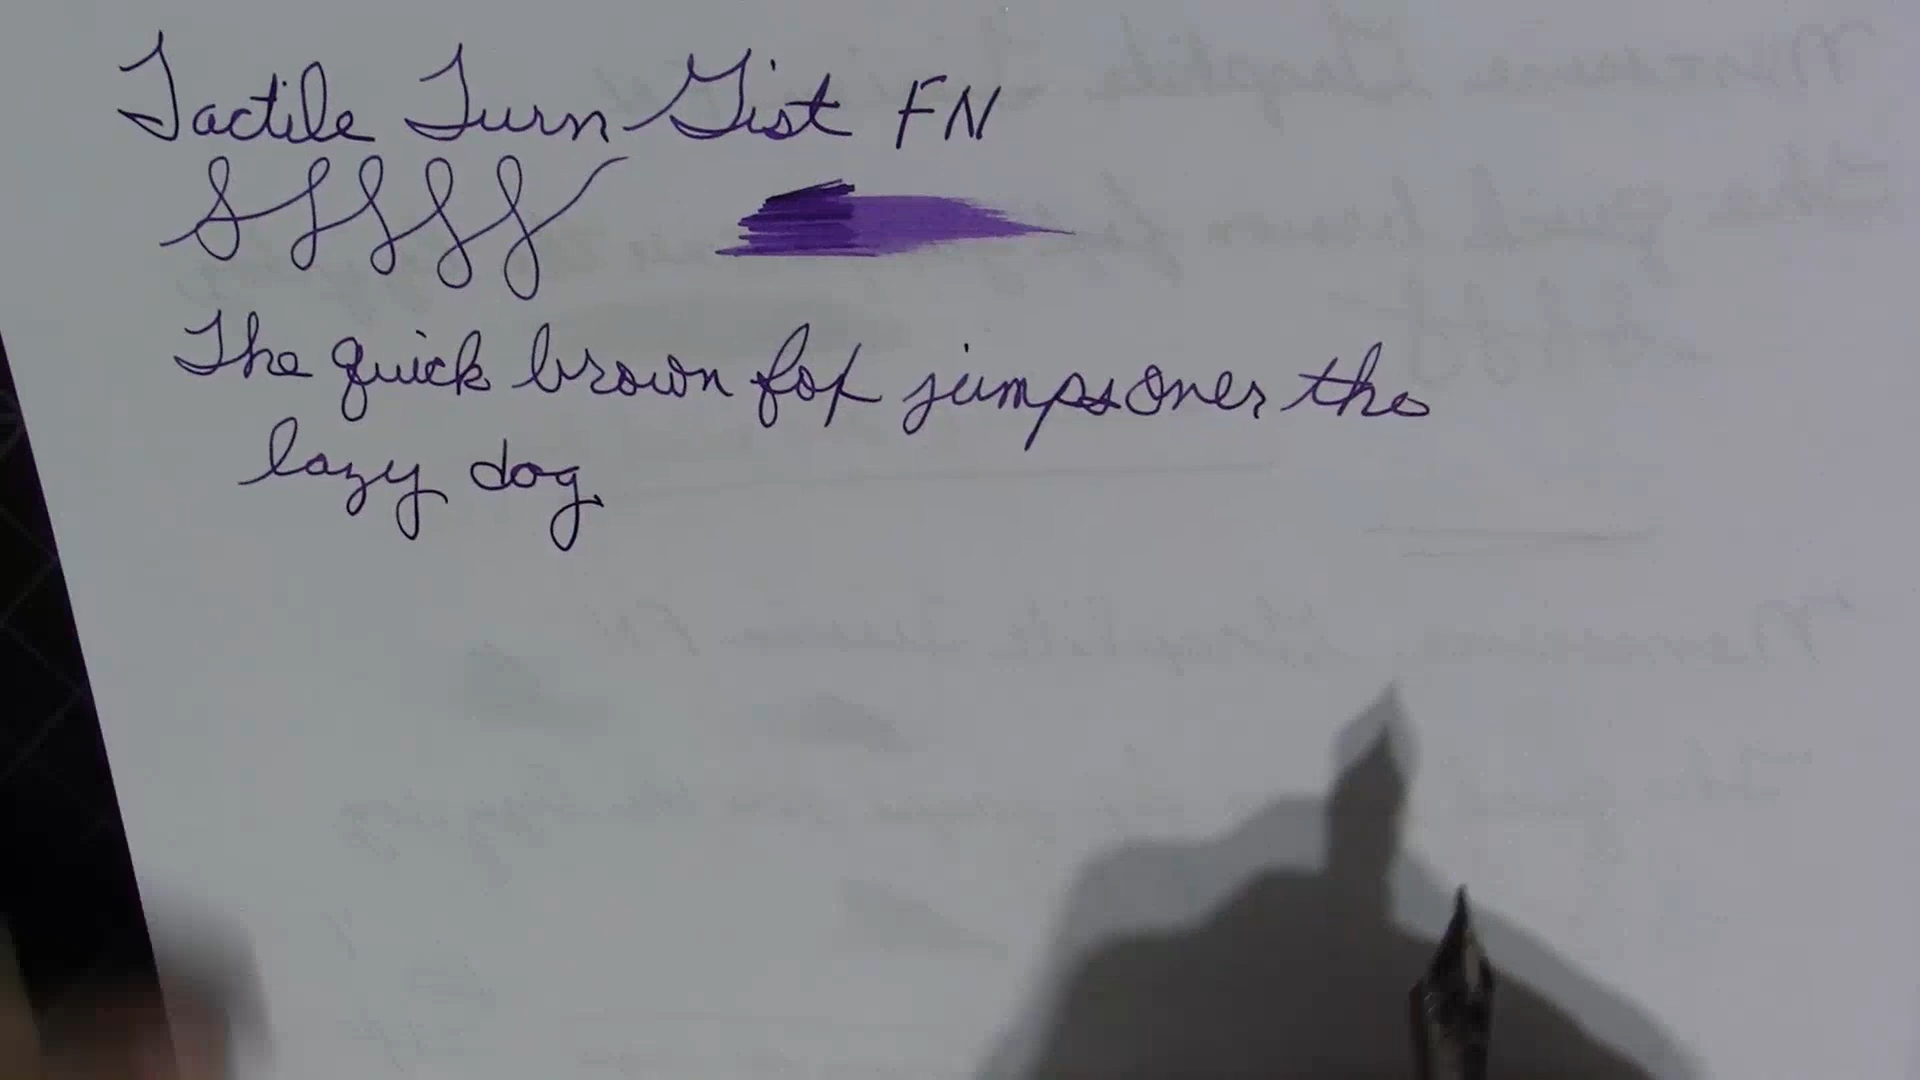 Tactile Turn Gist FN
The quick brown fox jumps over the
lazy dog.